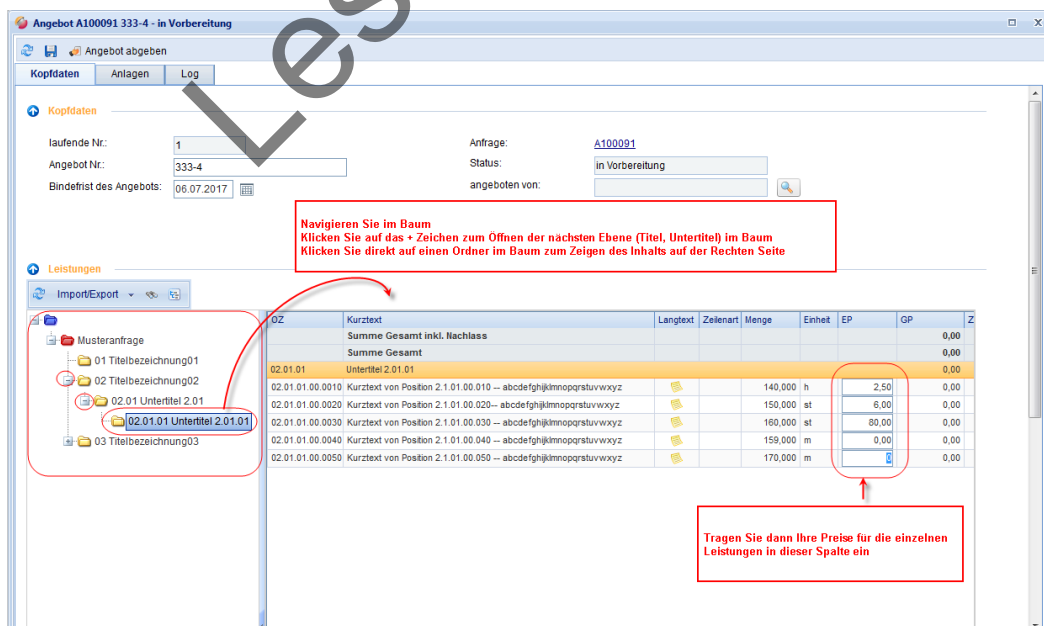 Angebot A100091 333-4 - in Vorbereitung
Angebot abgeben
Kopfdaten Anlagen Log
Kopfdaten
laufende Nr.: 1 Anfrage: A100091
Angebot Nr.: 333-4 Status: in Vorbereitung
Bindefrist des Angebots: 06.07.2017 angeboten von:
Navigieren Sie im Baum
Klicken Sie auf das + Zeichen zum Öffnen der nächsten Ebene (Titel, Untertitel) im Baum
Klicken Sie direkt auf einen Ordner im Baum zum Zeigen des Inhalts auf der Rechten Seite
Leistungen
Import/Export
Musteranfrage
01 Titelbezeichnung01
02 Titelbezeichnung02
02.01 Untertitel 2.01
02.01.01 Untertitel 2.01.01
03 Titelbezeichnung03
OZ Kurztext Langtext Zeilenart Menge Einheit EP GP Z
Summe Gesamt inkl. Nachlass 0,00
Summe Gesamt 0,00
02.01.01 Untertitel 2.01.01 0,00
02.01.01.00.0010 Kurztext von Position 2.1.01.00.010 -- abcdefghijklmnopqrstuvwxyz 140,000 h 2,50 0,00
02.01.01.00.0020 Kurztext von Position 2.1.01.00.020-- abcdefghijklmnopqrstuvwxyz 150,000 st 6,00 0,00
02.01.01.00.0030 Kurztext von Position 2.1.01.00.030 -- abcdefghijklmnopqrstuvwxyz 160,000 st 80,00 0,00
02.01.01.00.0040 Kurztext von Position 2.1.01.00.040 -- abcdefghijklmnopqrstuvwxyz 159,000 m 0,00 0,00
02.01.01.00.0050 Kurztext von Position 2.1.01.00.050 -- abcdefghijklmnopqrstuvwxyz 170,000 m 0 0,00
Tragen Sie dann Ihre Preise für die einzelnen
Leistungen in dieser Spalte ein
Les